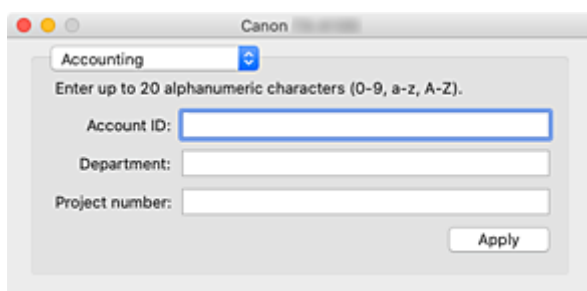 Canon
Accounting
Enter up to 20 alphanumeric characters (0-9, a-z, A-Z).
Account ID:
Department:
Project number:
Apply